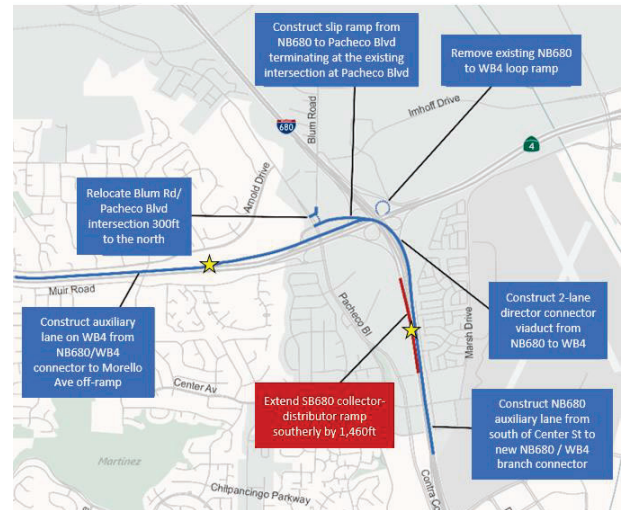 Construct slip ramp from
NB680 to Pacheco Blvd
terminating at the existing
intersection at Pacheco Blvd
Remove existing NB680
to WB4 loop ramp
Imhoff Drive
680
Blum Road
4
Arnold Drive
Relocate Blum Rd/
Pacheco Blvd
intersection 300ft
to the north
Muir Road
Construct auxiliary
lane on WB4 from
NB680/WB4
connector to Morello
Ave off-ramp
Pacheco Bl
Marsh Drive
Construct 2-lane
director connector
viaduct from
NB680 to WB4
Center Av
Extend SB680 collector-
distributor ramp
southerly by 1,460ft
Construct NB680
auxiliary lane from
south of Center St to
new NB680 / WB4
branch connector
Martinez
Chilpancingo Parkway
Contra Co